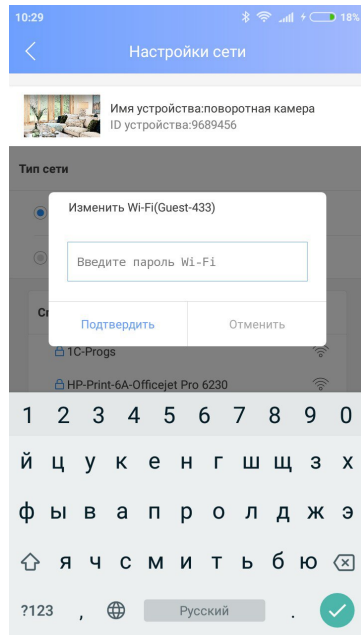 10:29 18%
Настройки сети
Имя устройства:поворотная камера
ID устройства:9689456
Тип сети
Изменить Wi-Fi(Guest-433)
Введите пароль Wi-Fi
Подтвердить Отменить
1C-Progs
HP-Print-6A-Officejet Pro 6230
1 2 3 4 5 6 7 8 9 0
й ц у к е н г ш щ з х
ф ы в а п р о л д ж э
я ч с м и т ь б ю
?123 , Русский .